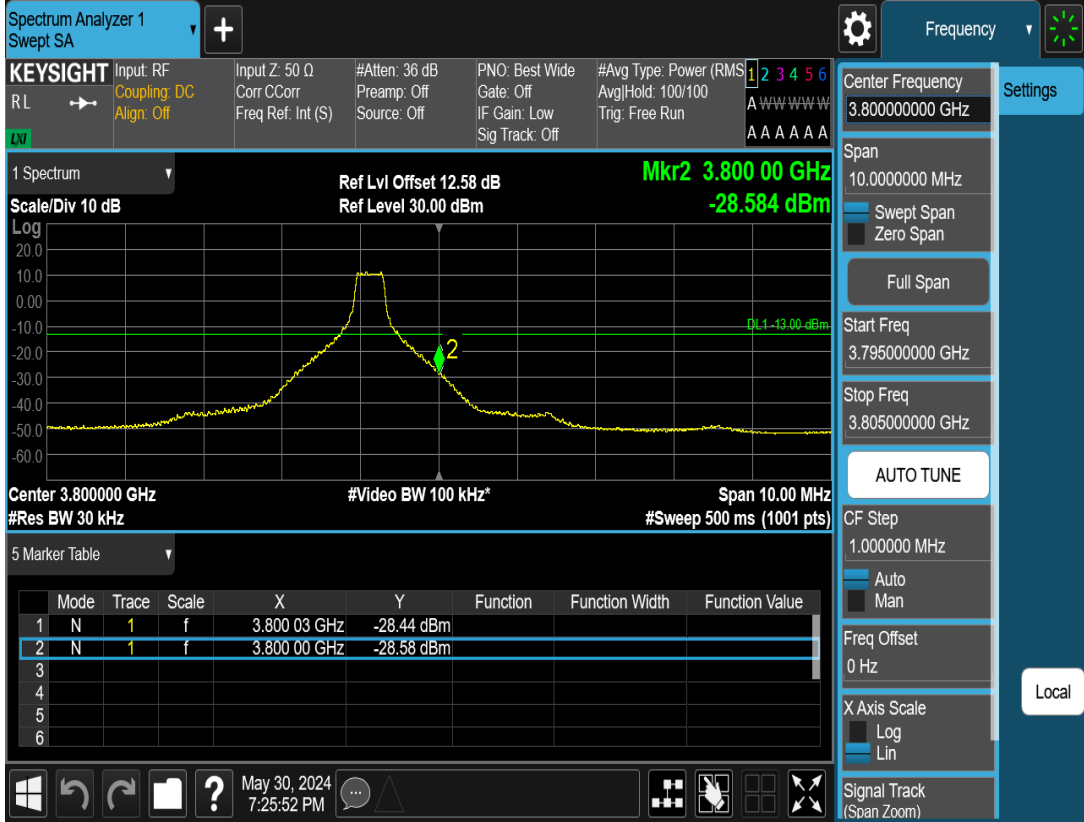 Spectrum Analyzer 1
Swept SA
+
Frequency
KEYSIGHT
RL
LXI
Input: RF
Coupling: DC
Align: Off
Input Z: 50 Ω
Corr CCorr
Freq Ref: Int (S)
#Atten: 36 dB
Preamp: Off
Source: Off
PNO: Best Wide
Gate: Off
IF Gain: Low
Sig Track: Off
#Avg Type: Power (RMS
Avg|Hold: 100/100
Trig: Free Run
1 2 3 4 5 6
A W W W W W
A A A A A A
1 Spectrum
Scale/Div 10 dB
Ref Lvl Offset 12.58 dB
Ref Level 30.00 dBm
Mkr2 3.800 00 GHz
-28.584 dBm
Log
20.0
10.0
0.00
-10.0
-20.0
-30.0
-40.0
-50.0
-60.0
DL1 -13.00 dBm
2
Center 3.800000 GHz
#Video BW 100 kHz*
Span 10.00 MHz
#Res BW 30 kHz
#Sweep 500 ms (1001 pts)
5 Marker Table
Mode Trace Scale X Y Function Function Width Function Value
1 N 1 f 3.800 03 GHz -28.44 dBm
2 N 1 f 3.800 00 GHz -28.58 dBm
3
4
5
6
?
May 30, 2024
7:25:52 PM
Center Frequency
3.800000000 GHz
Settings
Span
10.0000000 MHz
Swept Span
Zero Span
Full Span
Start Freq
3.795000000 GHz
Stop Freq
3.805000000 GHz
AUTO TUNE
CF Step
1.000000 MHz
Auto
Man
Freq Offset
0 Hz
X Axis Scale
Log
Lin
Local
Signal Track
(Span Zoom)